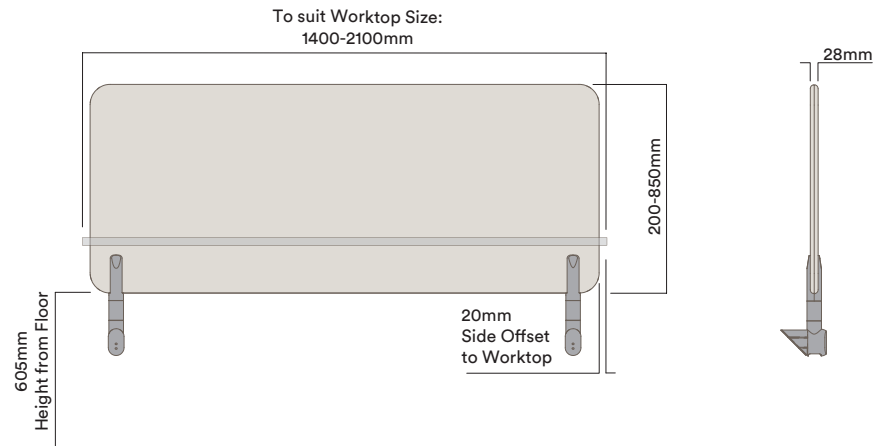 To suit Worktop Size:
1400-2100mm
28mm
200-850mm
20mm
Side Offset
to Worktop
605mm
Height from Floor